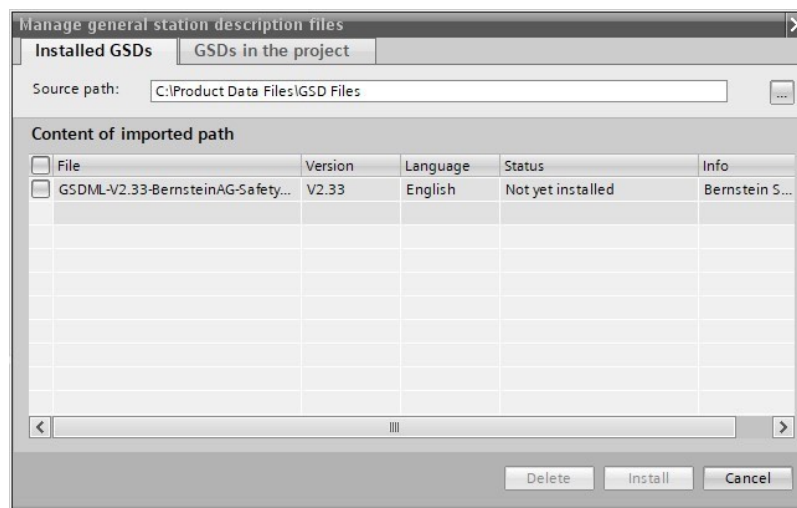 Manage general station description files
Installed GSDs GSDs in the project
Source path: C:\Product Data Files\GSD Files ...
Content of imported path
File Version Language Status Info
GSDML-V2.33-BernsteinAG-Safety... V2.33 English Not yet installed Bernstein S...
Delete Install Cancel